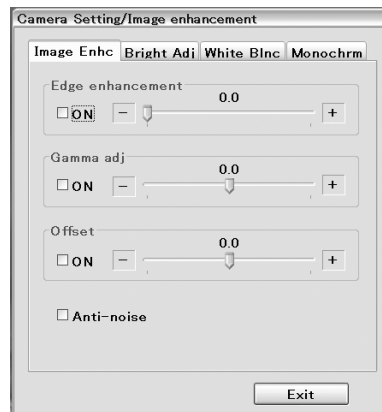 Camera Setting/Image enhancement
Image Enhc Bright Adj White Blnc Monochrm
Edge enhancement
0.0
ON - +
Gamma adj
0.0
ON - +
Offset
0.0
ON - +
Anti-noise
Exit